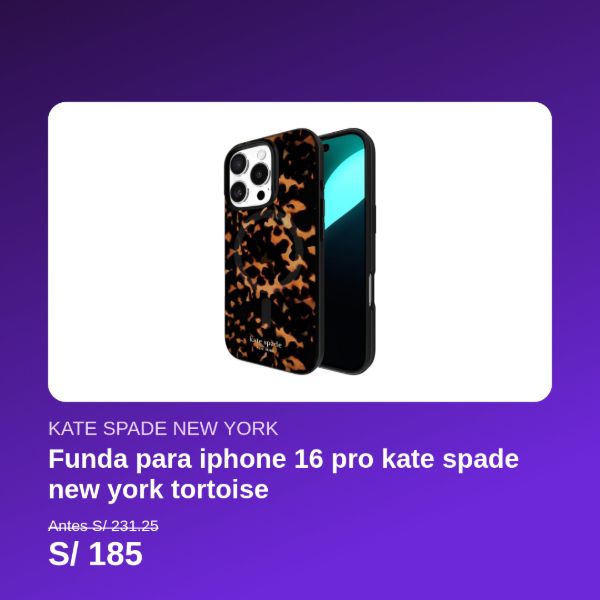 kate spade
KATE SPADE NEW YORK
Funda para iphone 16 pro kate spade
new york tortoise
Antes S/ 231.25
S/ 185